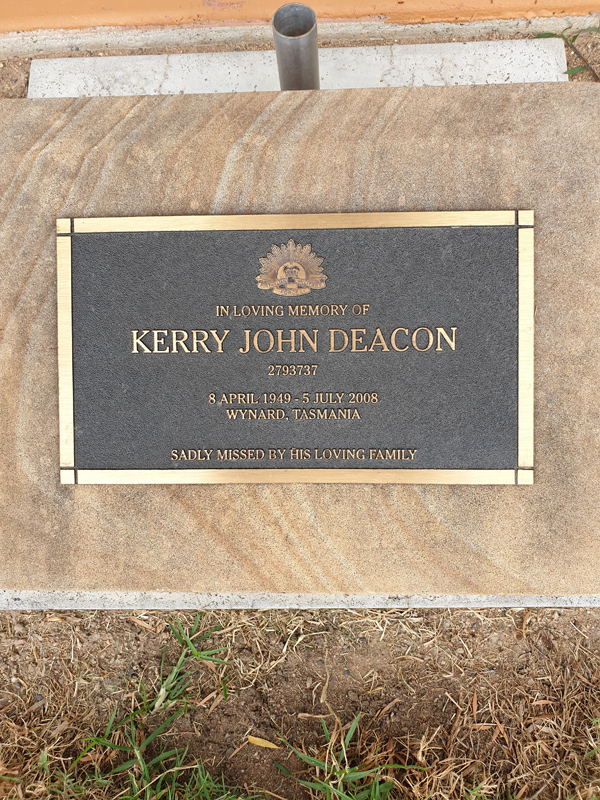 IN LOVING MEMORY OF
KERRY JOHN DEACON
2793737
8 APRIL 1949 - 5 JULY 2008
WYNARD, TASMANIA
SADLY MISSED BY HIS LOVING FAMILY